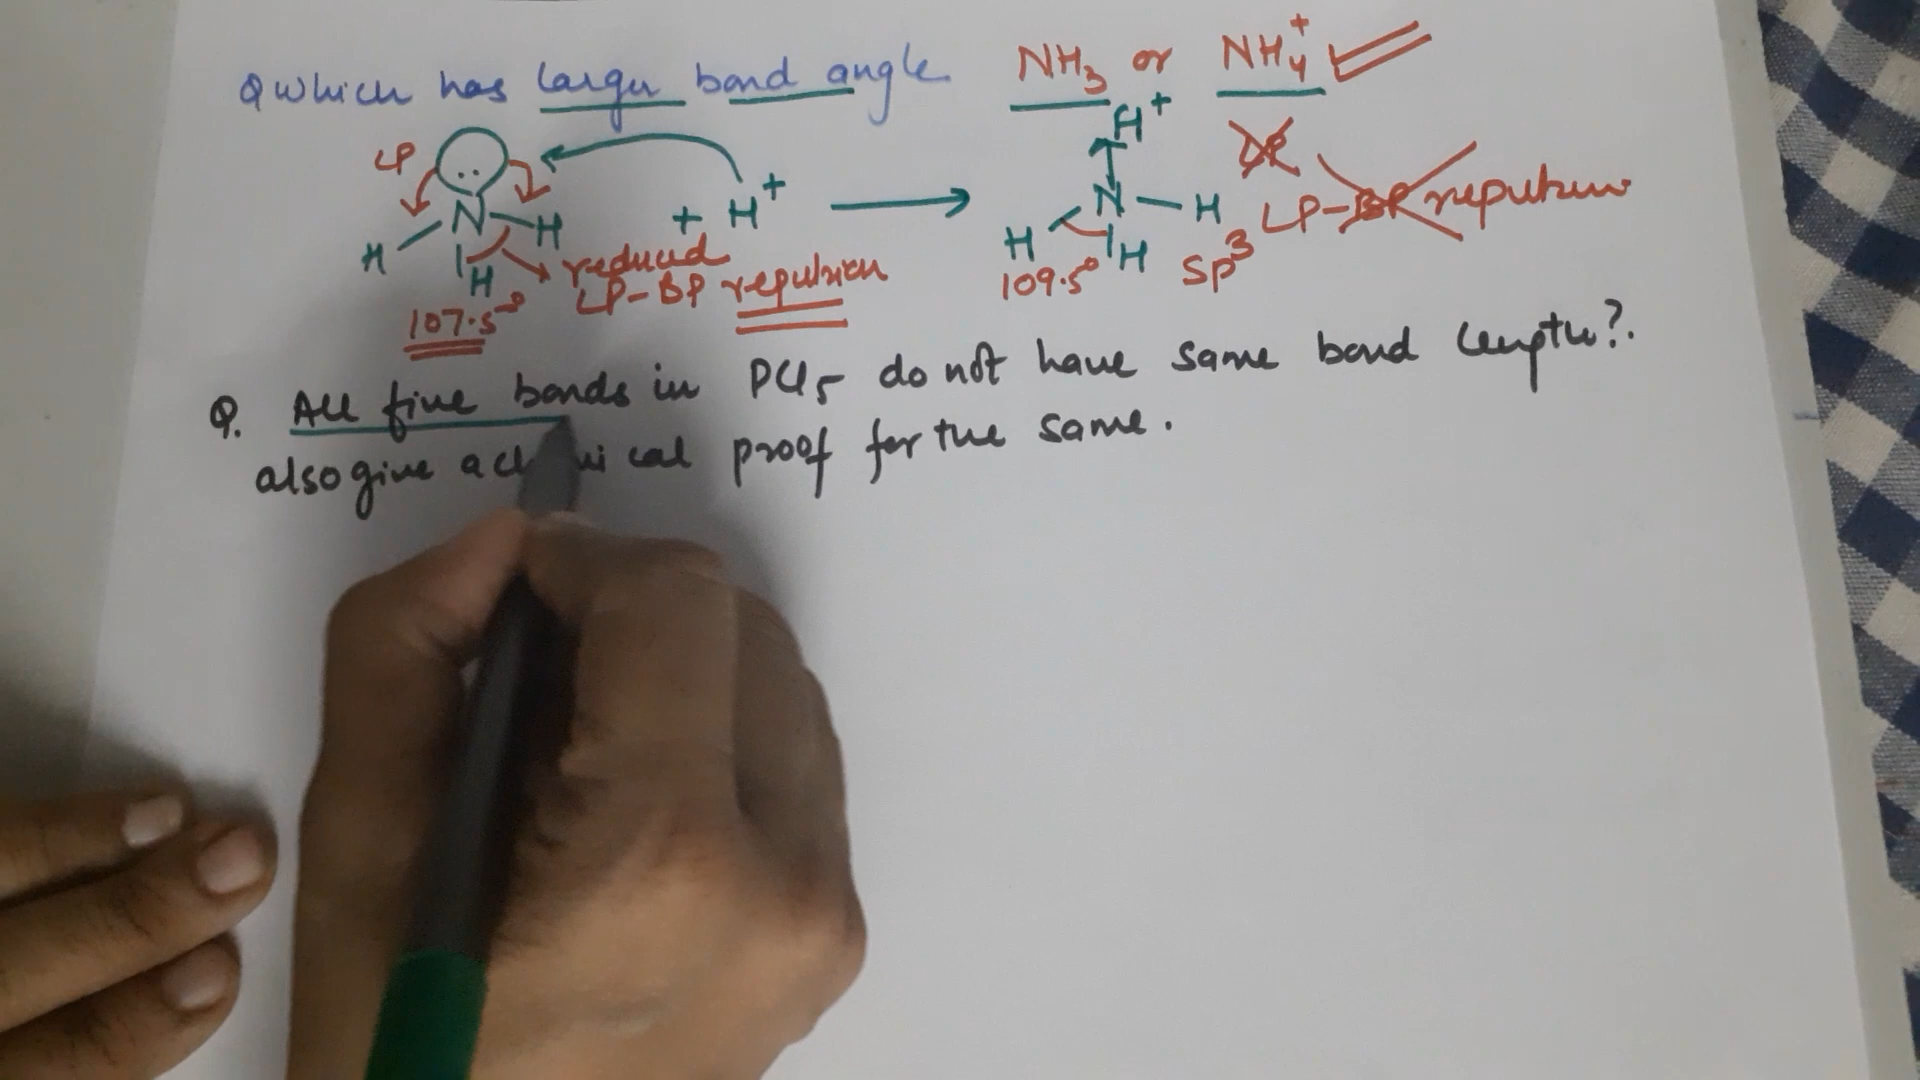 Q Which has larger bond angle NH3 or NH4+
LP
H+
N H + H+ → N H
H H
H H
reduced
LP-BP repulsion
107.5°
109.5°
sp3
LP-BP repulsion
Q. All five bonds in PCl5 do not have same bond length?.
also give a proof for the same.